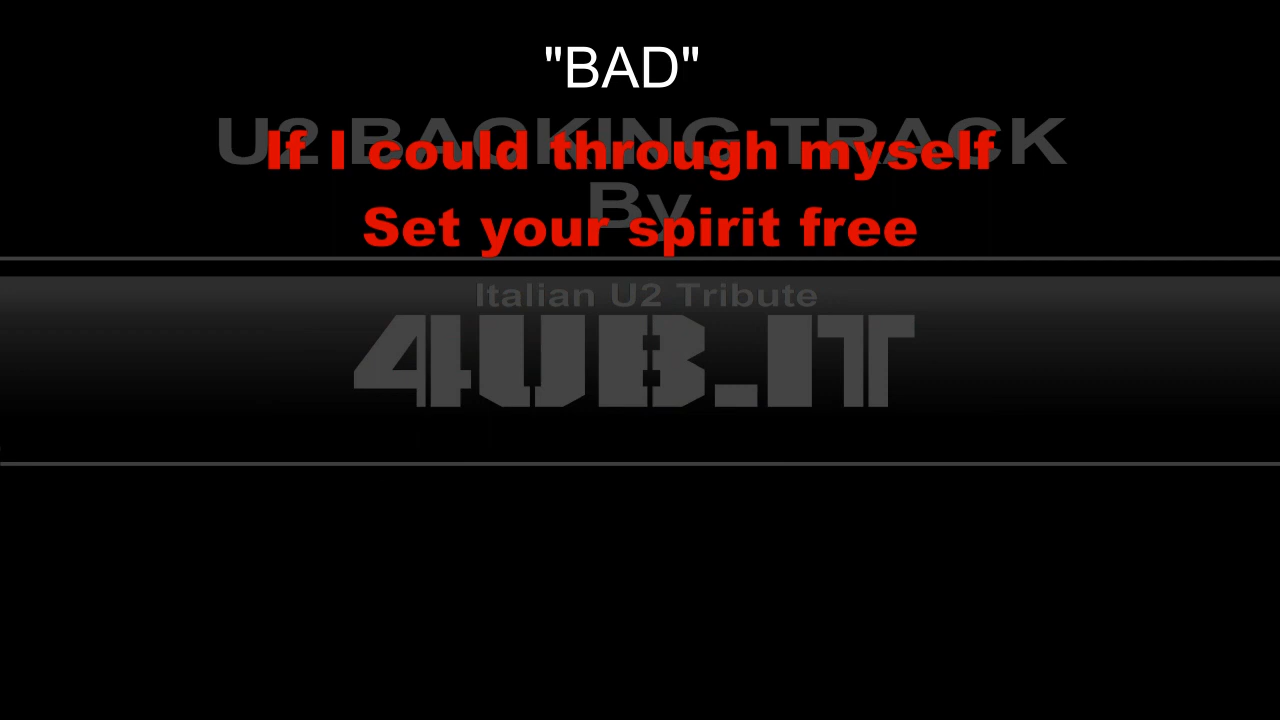 "BAD"
U2 BACKING TRACK
If I could through myself
By
Set your spirit free
Italian U2 Tribute
4UB.IT